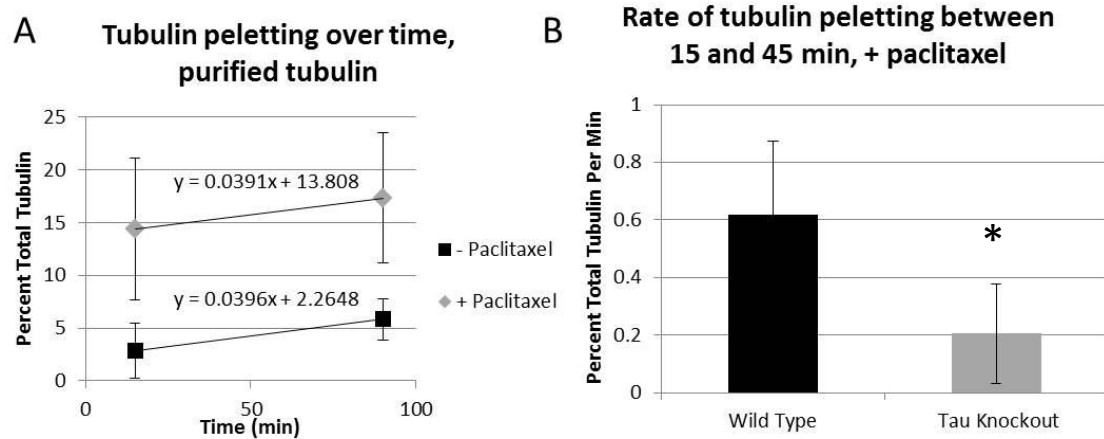 A
Tubulin peletting over time,
purified tubulin
Percent Total Tubulin
25
20
15
10
5
0
y = 0.0391x + 13.808
y = 0.0396x + 2.2648
0
50
100
Time (min)
- Paclitaxel
+ Paclitaxel
B
Rate of tubulin peletting between
15 and 45 min, + paclitaxel
Percent Total Tubulin Per Min
1
0.8
0.6
0.4
0.2
0
*
Wild Type
Tau Knockout